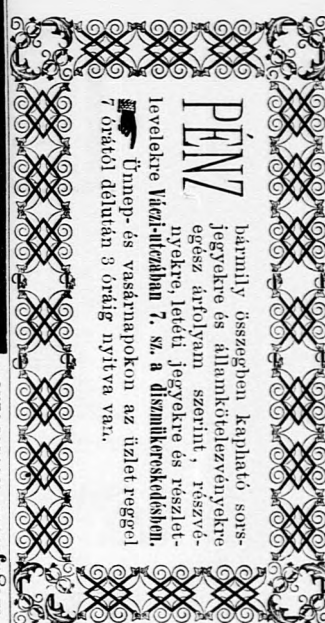 PÉNZ bármily összegben kapható sors-
jegyekre és államkötelezvényekre
egész árfolyam szerint, részvé-
nyekre, letéti jegyekre és részlet-
levelekre Váczi-utczában 7. sz. a diszmükereskedésben.
☛ Ünnep- és vasárnapokon az üzlet reggel
7 órától délután 3 óráig nyitva van.